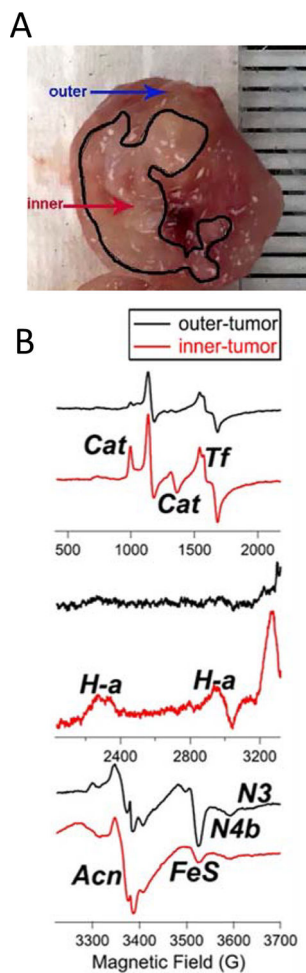 A
outer
inner
B
outer-tumor
inner-tumor
Cat
Cat
Tf
500 1000 1500 2000
H-a
H-a
2400 2800 3200
N3
N4b
Acn
FeS
3300 3400 3500 3600 3700
Magnetic Field (G)